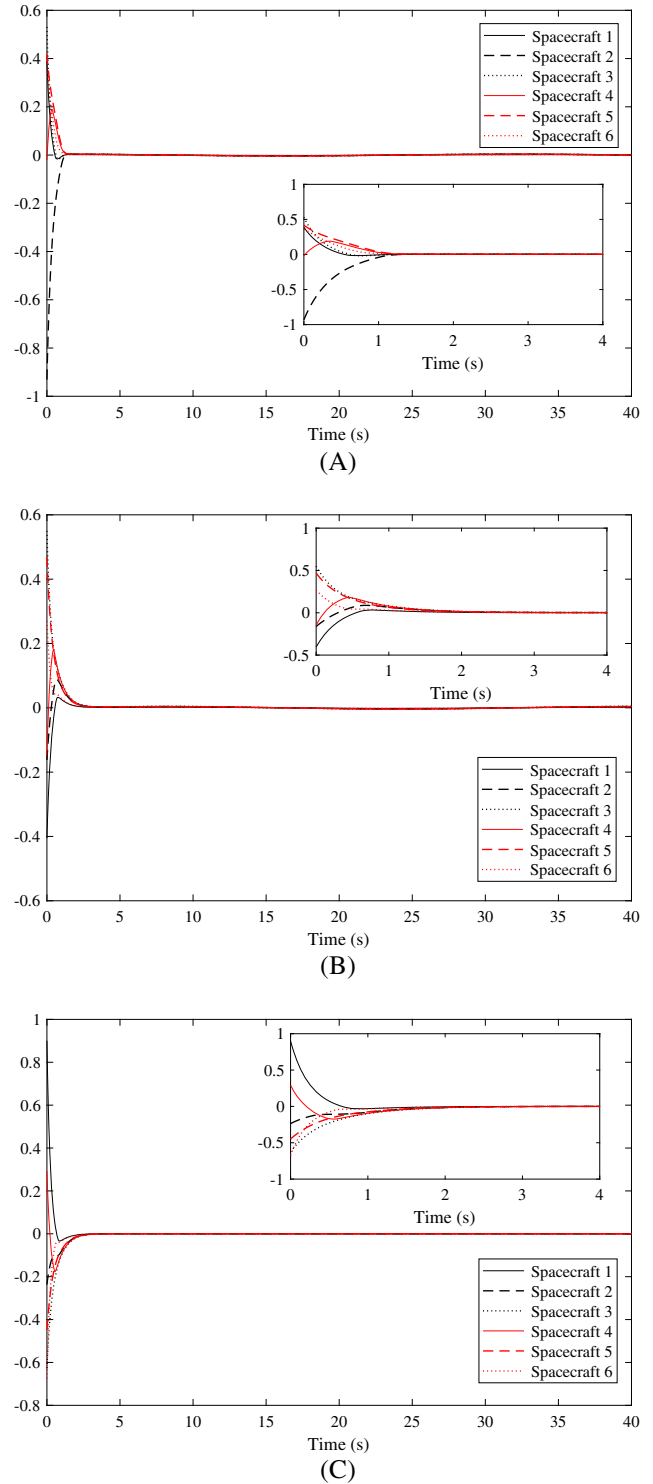 0.6
0.4
0.2
0
-0.2
-0.4
-0.6
-0.8
-1
0 5 10 15 20 25 30 35 40
Time (s)
Spacecraft 1
Spacecraft 2
Spacecraft 3
Spacecraft 4
Spacecraft 5
Spacecraft 6
1
0.5
0
-0.5
-1
0 1 2 3 4
Time (s)
(A)
0.6
0.4
0.2
0
-0.2
-0.4
-0.6
0 5 10 15 20 25 30 35 40
Time (s)
1
0.5
0
-0.5
0 1 2 3 4
Time (s)
Spacecraft 1
Spacecraft 2
Spacecraft 3
Spacecraft 4
Spacecraft 5
Spacecraft 6
(B)
1
0.8
0.6
0.4
0.2
0
-0.2
-0.4
-0.6
-0.8
0 5 10 15 20 25 30 35 40
Time (s)
1
0.5
0
-0.5
-1
0 1 2 3 4
Time (s)
Spacecraft 1
Spacecraft 2
Spacecraft 3
Spacecraft 4
Spacecraft 5
Spacecraft 6
(C)